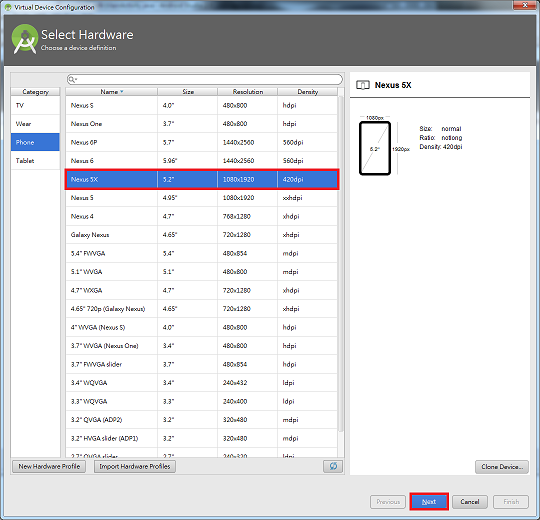 Virtual Device Configuration
Select Hardware
Choose a device definition
Category
Name Size Resolution Density
TV
Wear
Phone
Tablet
Nexus S 4.0" 480x800 hdpi
Nexus One 3.7" 480x800 hdpi
Nexus 6P 5.7" 1440x2560 560dpi
Nexus 6 5.96" 1440x2560 560dpi
Nexus 5X 5.2" 1080x1920 420dpi
Nexus 5 4.95" 1080x1920 xxhdpi
Nexus 4 4.7" 768x1280 xhdpi
Galaxy Nexus 4.65" 720x1280 xhdpi
5.4" FWVGA 5.4" 480x854 mdpi
5.1" WVGA 5.1" 480x800 mdpi
4.7" WXGA 4.7" 720x1280 xhdpi
4.65" 720p (Galaxy Nexus) 4.65" 720x1280 xhdpi
4" WVGA (Nexus S) 4.0" 480x800 hdpi
3.7" WVGA (Nexus One) 3.4" 480x800 hdpi
3.7" FWVGA slider 3.7" 480x854 hdpi
3.4" WQVGA 3.4" 240x432 ldpi
3.3" WQVGA 3.3" 240x400 ldpi
3.2" QVGA (ADP2) 3.2" 320x480 mdpi
3.2" HVGA slider (ADP1) 3.2" 320x480 mdpi
2.7" QVGA slider 2.7" 240x320 ldpi
New Hardware Profile
Import Hardware Profiles
Nexus 5X
1080px
5.2"
1920px
Size: normal
Ratio: notlong
Density: 420dpi
Clone Device...
Previous
Next
Cancel
Finish